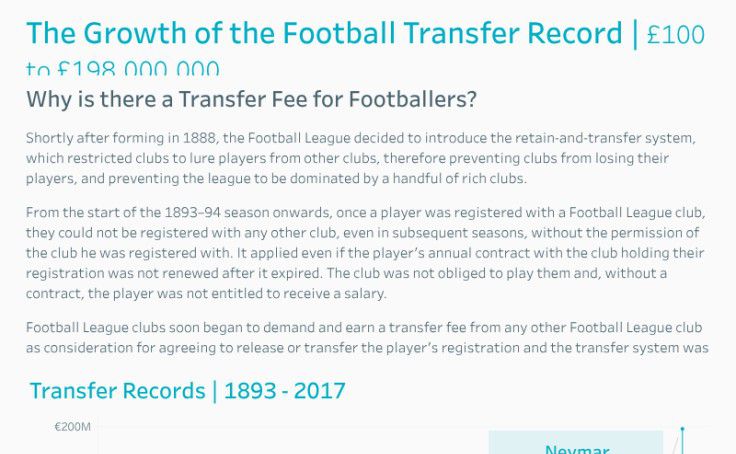 The Growth of the Football Transfer Record | £100
to £198,000,000
Why is there a Transfer Fee for Footballers?
Shortly after forming in 1888, the Football League decided to introduce the retain-and-transfer system,
which restricted clubs to lure players from other clubs, therefore preventing clubs from losing their
players, and preventing the league to be dominated by a handful of rich clubs.
From the start of the 1893–94 season onwards, once a player was registered with a Football League club,
they could not be registered with any other club, even in subsequent seasons, without the permission of
the club he was registered with. It applied even if the player's annual contract with the club holding their
registration was not renewed after it expired. The club was not obliged to play them and, without a
contract, the player was not entitled to receive a salary.
Football League clubs soon began to demand and earn a transfer fee from any other Football League club
as consideration for agreeing to release or transfer the player's registration and the transfer system was
Transfer Records | 1893 - 2017
€200M
Neymar